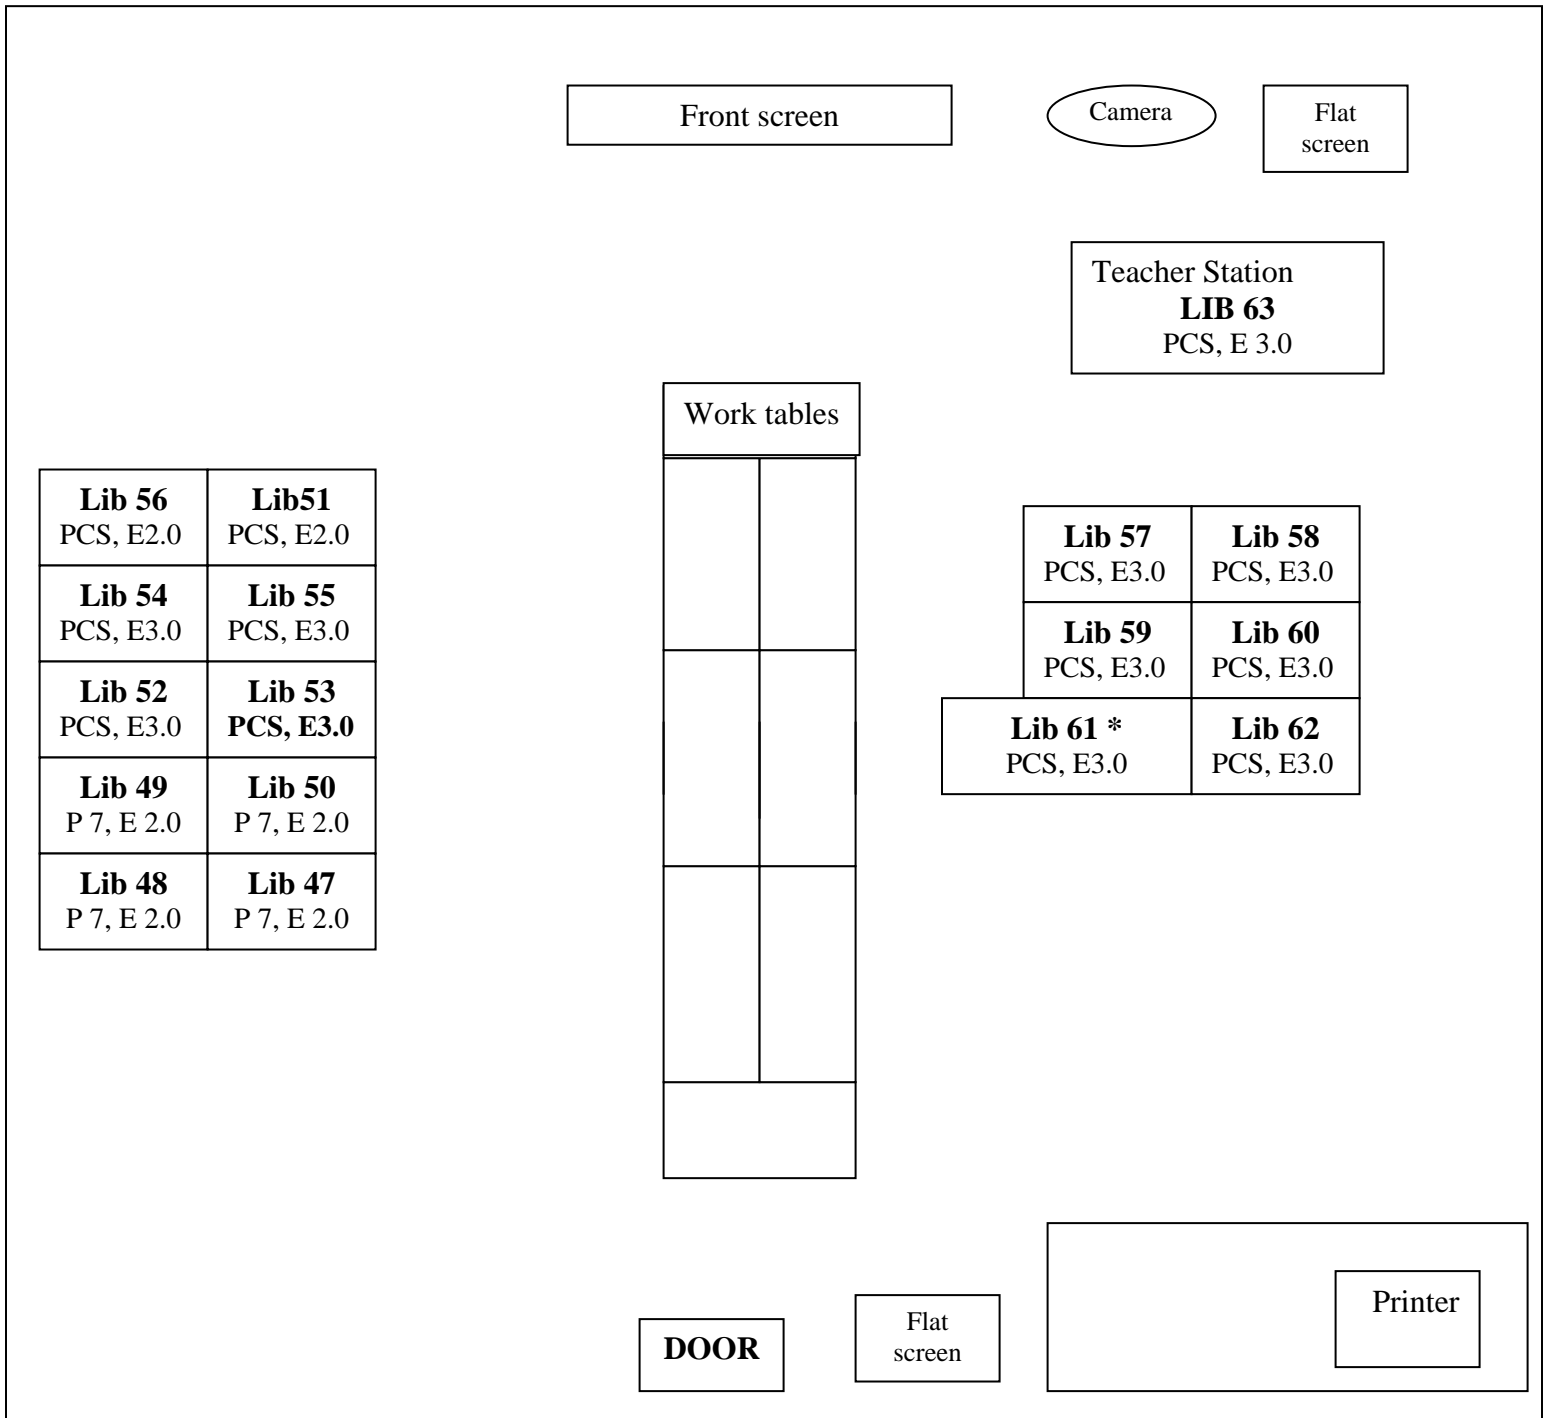 Front screen
Camera
Flat
screen
Teacher Station
LIB 63
PCS, E 3.0
Work tables
Lib 56
PCS, E2.0
Lib51
PCS, E2.0
Lib 54
PCS, E3.0
Lib 55
PCS, E3.0
Lib 52
PCS, E3.0
Lib 53
PCS, E3.0
Lib 49
P 7, E 2.0
Lib 50
P 7, E 2.0
Lib 48
P 7, E 2.0
Lib 47
P 7, E 2.0
Lib 57
PCS, E3.0
Lib 58
PCS, E3.0
Lib 59
PCS, E3.0
Lib 60
PCS, E3.0
Lib 61 *
PCS, E3.0
Lib 62
PCS, E3.0
DOOR
Flat
screen
Printer